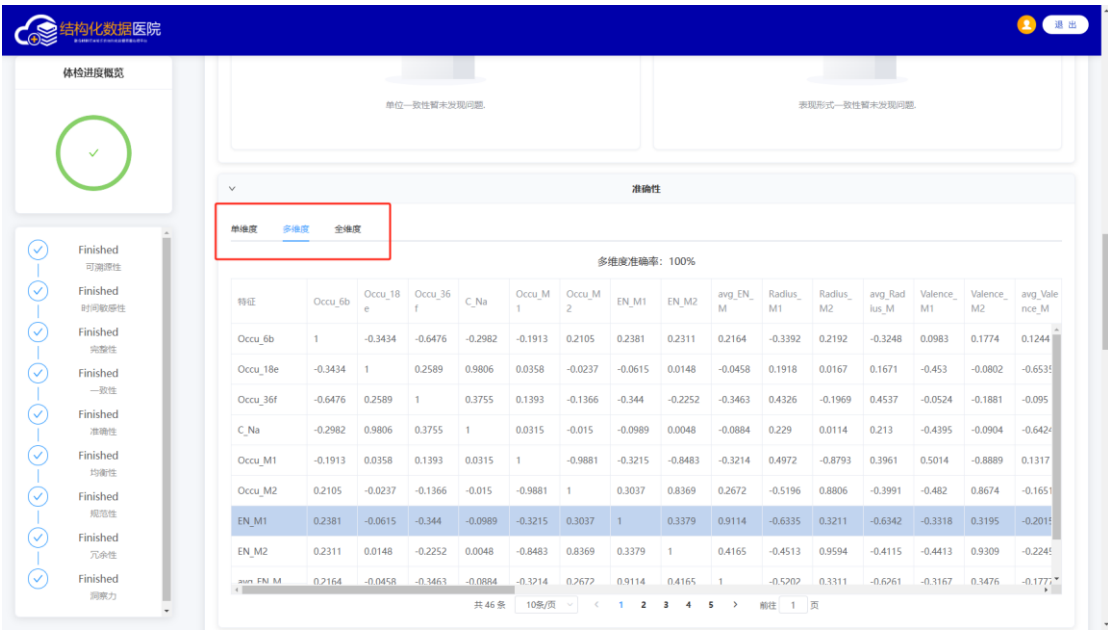 结构化数据医院
退 出
体检进度概览
Finished
可溯源性
Finished
时间敏感性
Finished
完整性
Finished
一致性
Finished
准确性
Finished
均衡性
Finished
规范性
Finished
冗余性
Finished
洞察力
单位一致性暂未发现问题.
表现形式一致性暂未发现问题.
准确性
单维度 多维度 全维度
多维度准确率：100%
特征 Occu_6b Occu_18e Occu_36f C_Na Occu_M1 Occu_M2 EN_M1 EN_M2 avg_EN_M Radius_M1 Radius_M2 avg_Radius_M Valence_M1 Valence_M2 avg_Valence_M
Occu_6b 1 -0.3434 -0.6476 -0.2982 -0.1913 0.2105 0.2381 0.2311 0.2164 -0.3392 0.2192 -0.3248 0.0983 0.1774 0.1244
Occu_18e -0.3434 1 0.2589 0.9806 0.0358 -0.0237 -0.0615 0.0148 -0.0458 0.1918 0.0167 0.1671 -0.453 -0.0802 -0.6535
Occu_36f -0.6476 0.2589 1 0.3755 0.1393 -0.1366 -0.344 -0.2252 -0.3463 0.4326 -0.1969 0.4537 -0.0524 -0.1881 -0.095
C_Na -0.2982 0.9806 0.3755 1 0.0315 -0.015 -0.0989 0.0048 -0.0884 0.229 0.0114 0.213 -0.4395 -0.0904 -0.6424
Occu_M1 -0.1913 0.0358 0.1393 0.0315 1 -0.9881 -0.3215 -0.8483 -0.3214 0.4972 -0.8793 0.3961 0.5014 -0.8889 0.1317
Occu_M2 0.2105 -0.0237 -0.1366 -0.015 -0.9881 1 0.3037 0.8369 0.2672 -0.5196 0.8806 -0.3991 -0.482 0.8674 -0.1651
EN_M1 0.2381 -0.0615 -0.344 -0.0989 -0.3215 0.3037 1 0.3379 0.9114 -0.6335 0.3211 -0.6342 -0.3318 0.3195 -0.2015
EN_M2 0.2311 0.0148 -0.2252 0.0048 -0.8483 0.8369 0.3379 1 0.4165 -0.4513 0.9594 -0.4115 -0.4413 0.9309 -0.2245
avg_EN_M 0.2164 -0.0458 -0.3463 -0.0884 -0.3214 0.2672 0.9114 0.4165 1 -0.5202 0.3311 -0.6261 -0.3167 0.3476 -0.1777
共 46 条 10条/页 < 1 2 3 4 5 > 前往 1 页